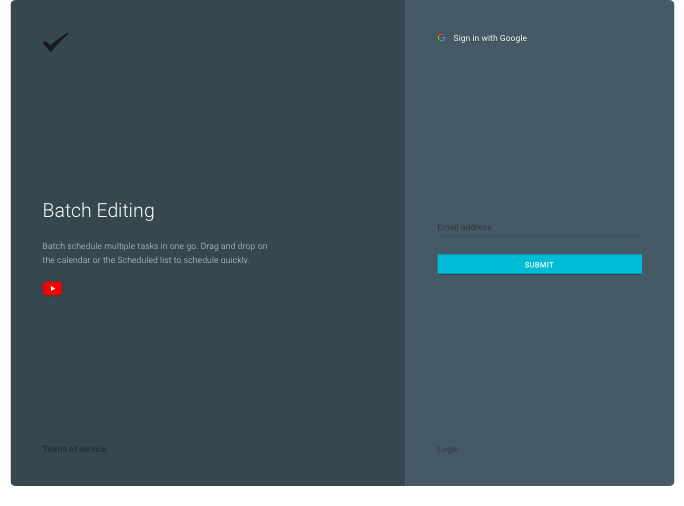 Sign in with Google
Batch Editing
Batch schedule multiple tasks in one go. Drag and drop on
the calendar or the Scheduled list to schedule quickly.
Email address
SUBMIT
Terms of service
Login